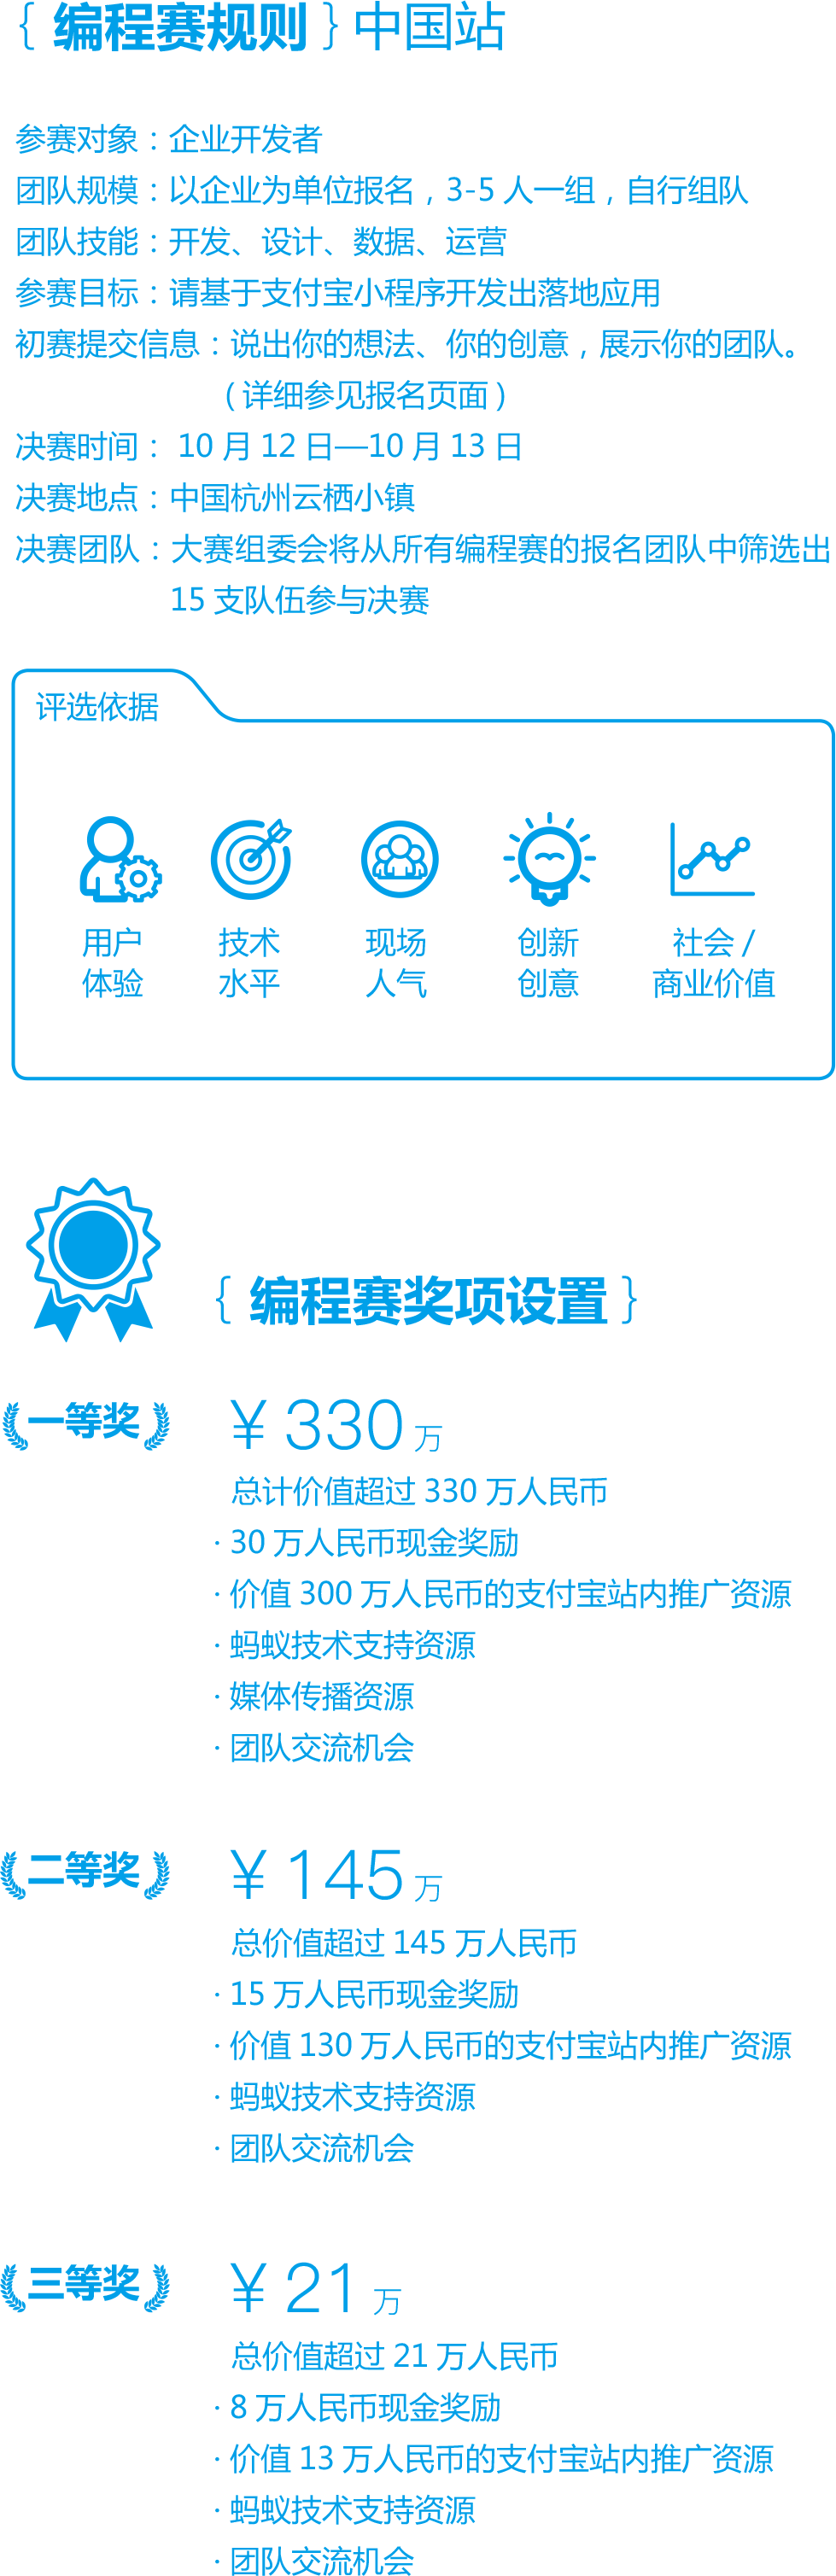 { 编程赛规则 } 中国站
参赛对象：企业开发者
团队规模：以企业为单位报名，3-5 人一组，自行组队
团队技能：开发、设计、数据、运营
参赛目标：请基于支付宝小程序开发出落地应用
初赛提交信息：说出你的想法、你的创意，展示你的团队。
（详细参见报名页面）
决赛时间： 10 月 12 日—10 月 13 日
决赛地点：中国杭州云栖小镇
决赛团队：大赛组委会将从所有编程赛的报名团队中筛选出
15 支队伍参与决赛
评选依据
用户
体验
技术
水平
现场
人气
创新
创意
社会 /
商业价值
{ 编程赛奖项设置 }
一等奖 ¥ 330 万
总计价值超过 330 万人民币
· 30 万人民币现金奖励
· 价值 300 万人民币的支付宝站内推广资源
· 蚂蚁技术支持资源
· 媒体传播资源
· 团队交流机会
二等奖 ¥ 145 万
总价值超过 145 万人民币
· 15 万人民币现金奖励
· 价值 130 万人民币的支付宝站内推广资源
· 蚂蚁技术支持资源
· 团队交流机会
三等奖 ¥ 21 万
总价值超过 21 万人民币
· 8 万人民币现金奖励
· 价值 13 万人民币的支付宝站内推广资源
· 蚂蚁技术支持资源
· 团队交流机会